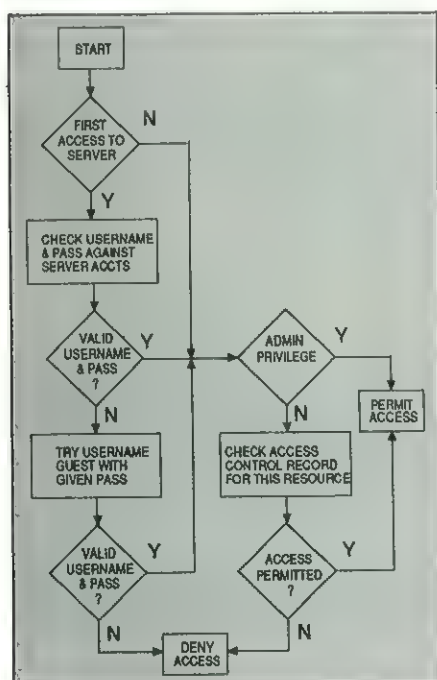 START
FIRST
ACCESS TO
SERVER
N
Y
CHECK USERNAME
& PASS AGAINST
SERVER ACCTS
VALID
USERNAME
& PASS
?
Y
N
TRY USERNAME
GUEST WITH
GIVEN PASS
VALID
USERNAME
& PASS
?
Y
N
ADMIN
PRIVILEGE
Y
N
PERMIT
ACCESS
CHECK ACCESS
CONTROL RECORD
FOR THIS RESOURCE
ACCESS
PERMITTED
?
Y
N
DENY
ACCESS